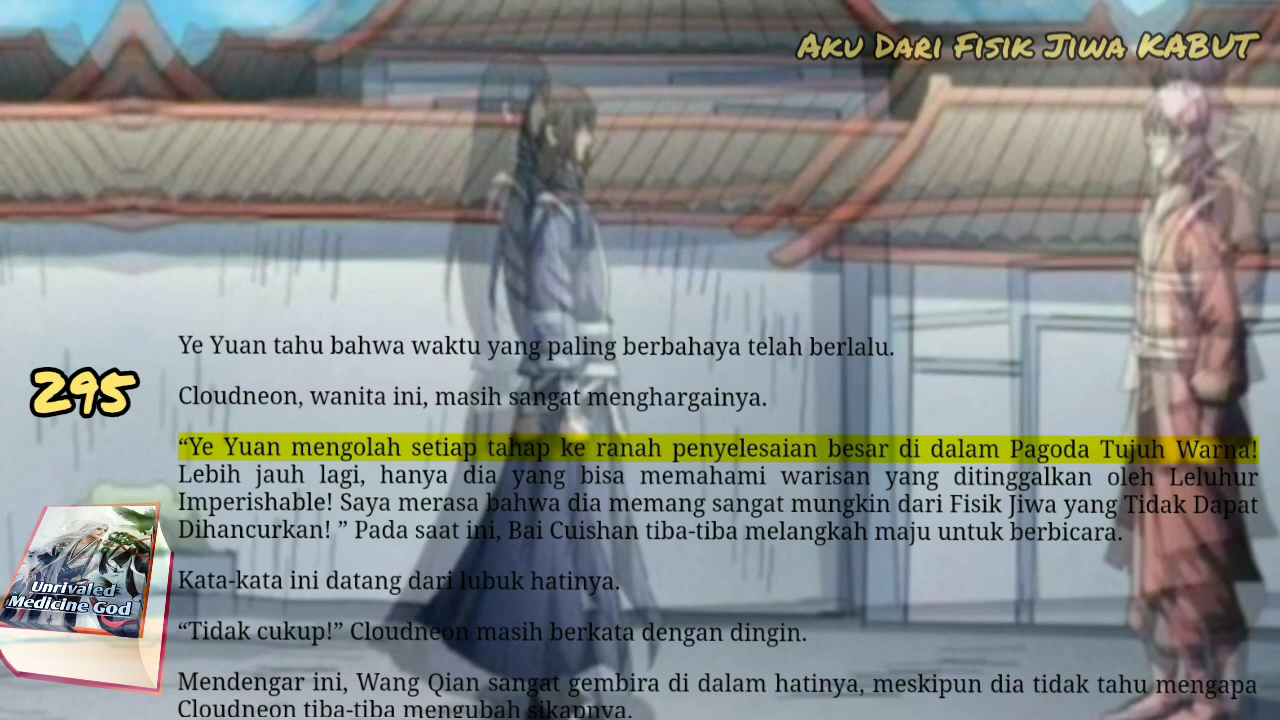 Aku Dari Fisik Jiwa KABUT
Ye Yuan tahu bahwa waktu yang paling berbahaya telah berlalu.
295
Cloudneon, wanita ini, masih sangat menghargainya.
“Ye Yuan mengolah setiap tahap ke ranah penyelesaian besar di dalam Pagoda Tujuh Warna!
Lebih jauh lagi, hanya dia yang bisa memahami warisan yang ditinggalkan oleh Leluhur
Imperishable! Saya merasa bahwa dia memang sangat mungkin dari Fisik Jiwa yang Tidak Dapat
Dihancurkan! ” Pada saat ini, Bai Cuishan tiba-tiba melangkah maju untuk berbicara.
Kata-kata ini datang dari lubuk hatinya.
Unrivaled
Medicine God
“Tidak cukup!” Cloudneon masih berkata dengan dingin.
Mendengar ini, Wang Qian sangat gembira di dalam hatinya, meskipun dia tidak tahu mengapa
Cloudneon tiba-tiba mengubah sikapnya.